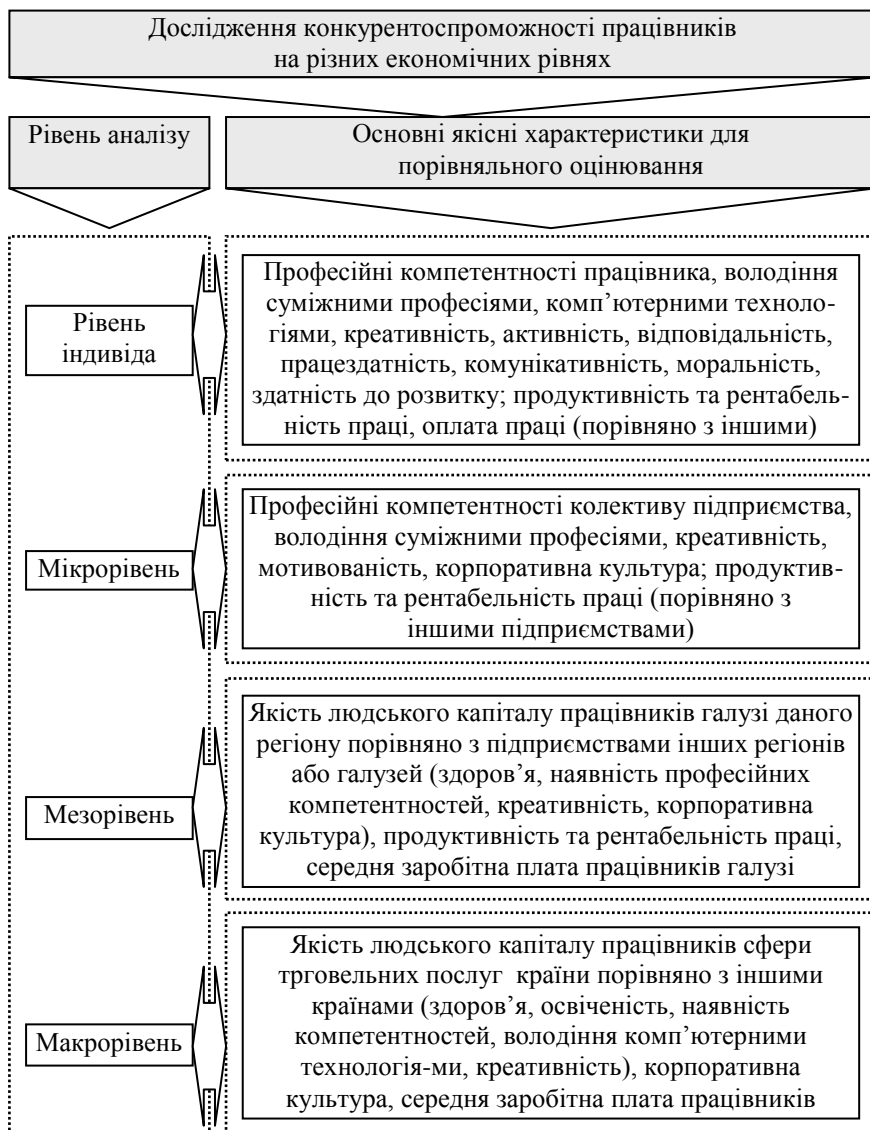 Дослідження конкурентоспроможності працівників
на різних економічних рівнях
Рівень аналізу
Основні якісні характеристики для
порівняльного оцінювання
Рівень
індивіда
Професійні компетентності працівника, володіння
суміжними професіями, комп’ютерними техноло-
гіями, креативність, активність, відповідальність,
працездатність, комунікативність, моральність,
здатність до розвитку; продуктивність та рентабель-
ність праці, оплата праці (порівняно з іншими)
Мікрорівень
Професійні компетентності колективу підприємства,
володіння суміжними професіями, креативність,
мотивованість, корпоративна культура; продуктив-
ність та рентабельність праці (порівняно з
іншими підприємствами)
Мезорівень
Якість людського капіталу працівників галузі даного
регіону порівняно з підприємствами інших регіонів
або галузей (здоров’я, наявність професійних
компетентностей, креативність, корпоративна
культура), продуктивність та рентабельність праці,
середня заробітна плата працівників галузі
Макрорівень
Якість людського капіталу працівників сфери
трговельних послуг країни порівняно з іншими
країнами (здоров’я, освіченість, наявність
компетентностей, володіння комп’ютерними
технологія-ми, креативність), корпоративна
культура, середня заробітна плата працівників